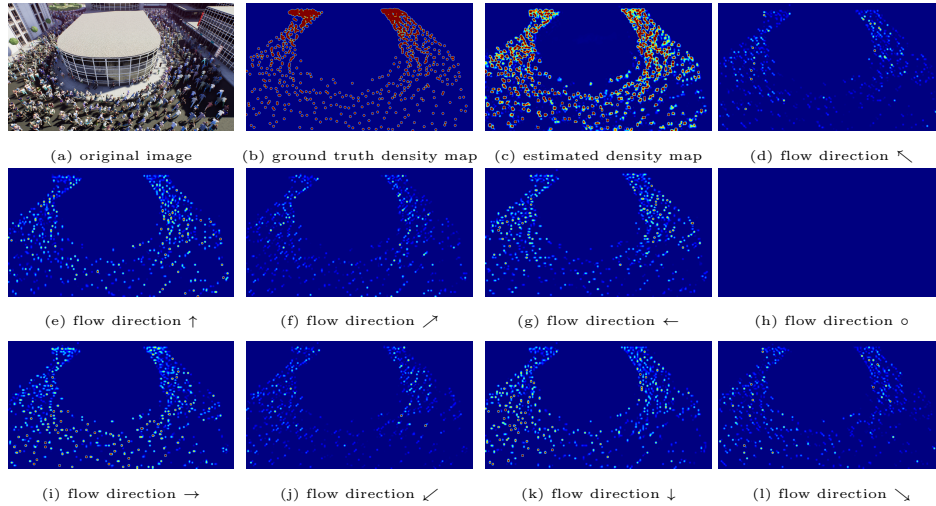 (a) original image
(b) ground truth density map
(c) estimated density map
(d) flow direction ↖
(e) flow direction ↑
(f) flow direction ↗
(g) flow direction ←
(h) flow direction ∘
(i) flow direction →
(j) flow direction ↙
(k) flow direction ↓
(l) flow direction ↘